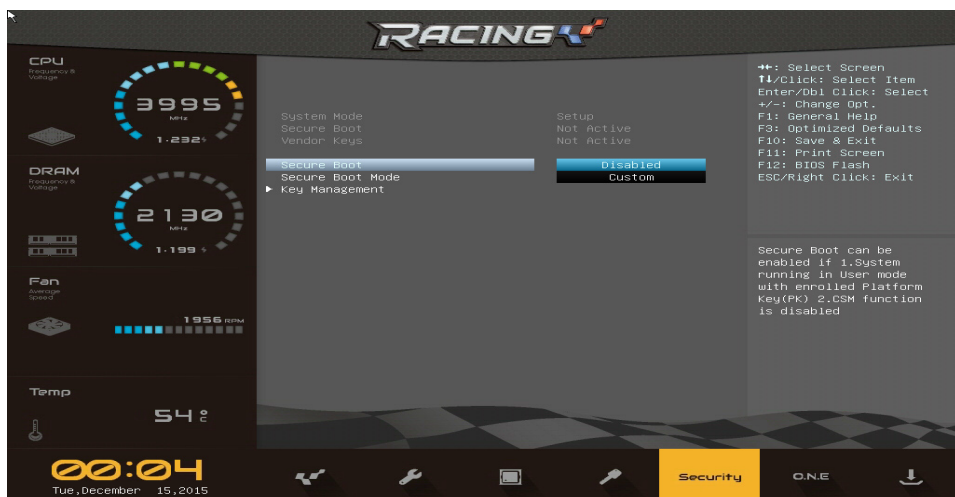 RACING
CPU
Frequency &
Voltage
3995
MHz
1.232
DRAM
Frequency &
Voltage
2130
MHz
1.199
Fan
Average
Speed
1956 RPM
Temp
54 °C
00:04
Tue,December 15,2015
System Mode Setup
Secure Boot Not Active
Vendor Keys Not Active
Secure Boot Disabled
Secure Boot Mode Custom
Key Management
→←: Select Screen
↑↓/Click: Select Item
Enter/Dbl Click: Select
+/-: Change Opt.
F1: General Help
F3: Optimized Defaults
F10: Save & Exit
F11: Print Screen
F12: BIOS Flash
ESC/Right Click: Exit
Secure Boot can be
enabled if 1.System
running in User mode
with enrolled Platform
Key(PK) 2.CSM function
is disabled
Security
O.N.E